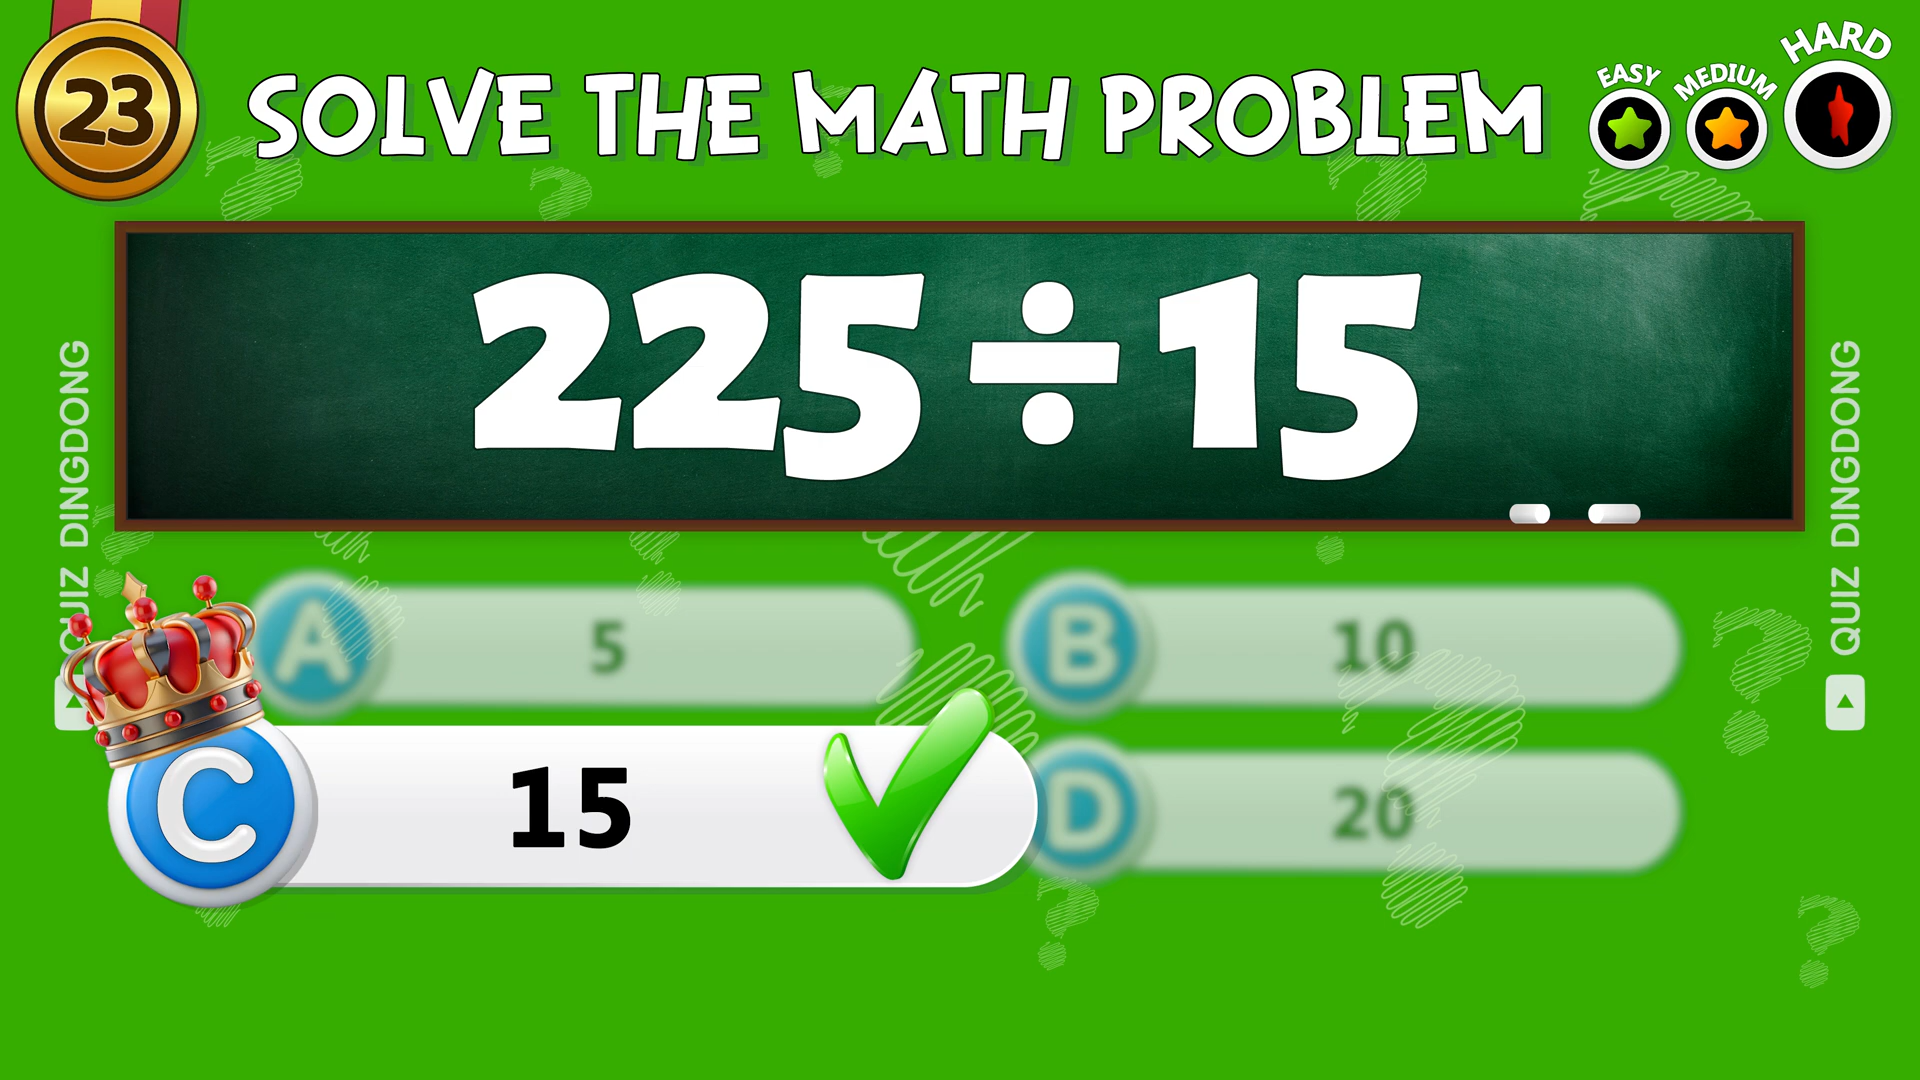 23
SOLVE THE MATH PROBLEM
EASY
MEDIUM
HARD
225÷15
QUIZ DINGDONG
QUIZ DINGDONG
A 5
B 10
C 15
D 20